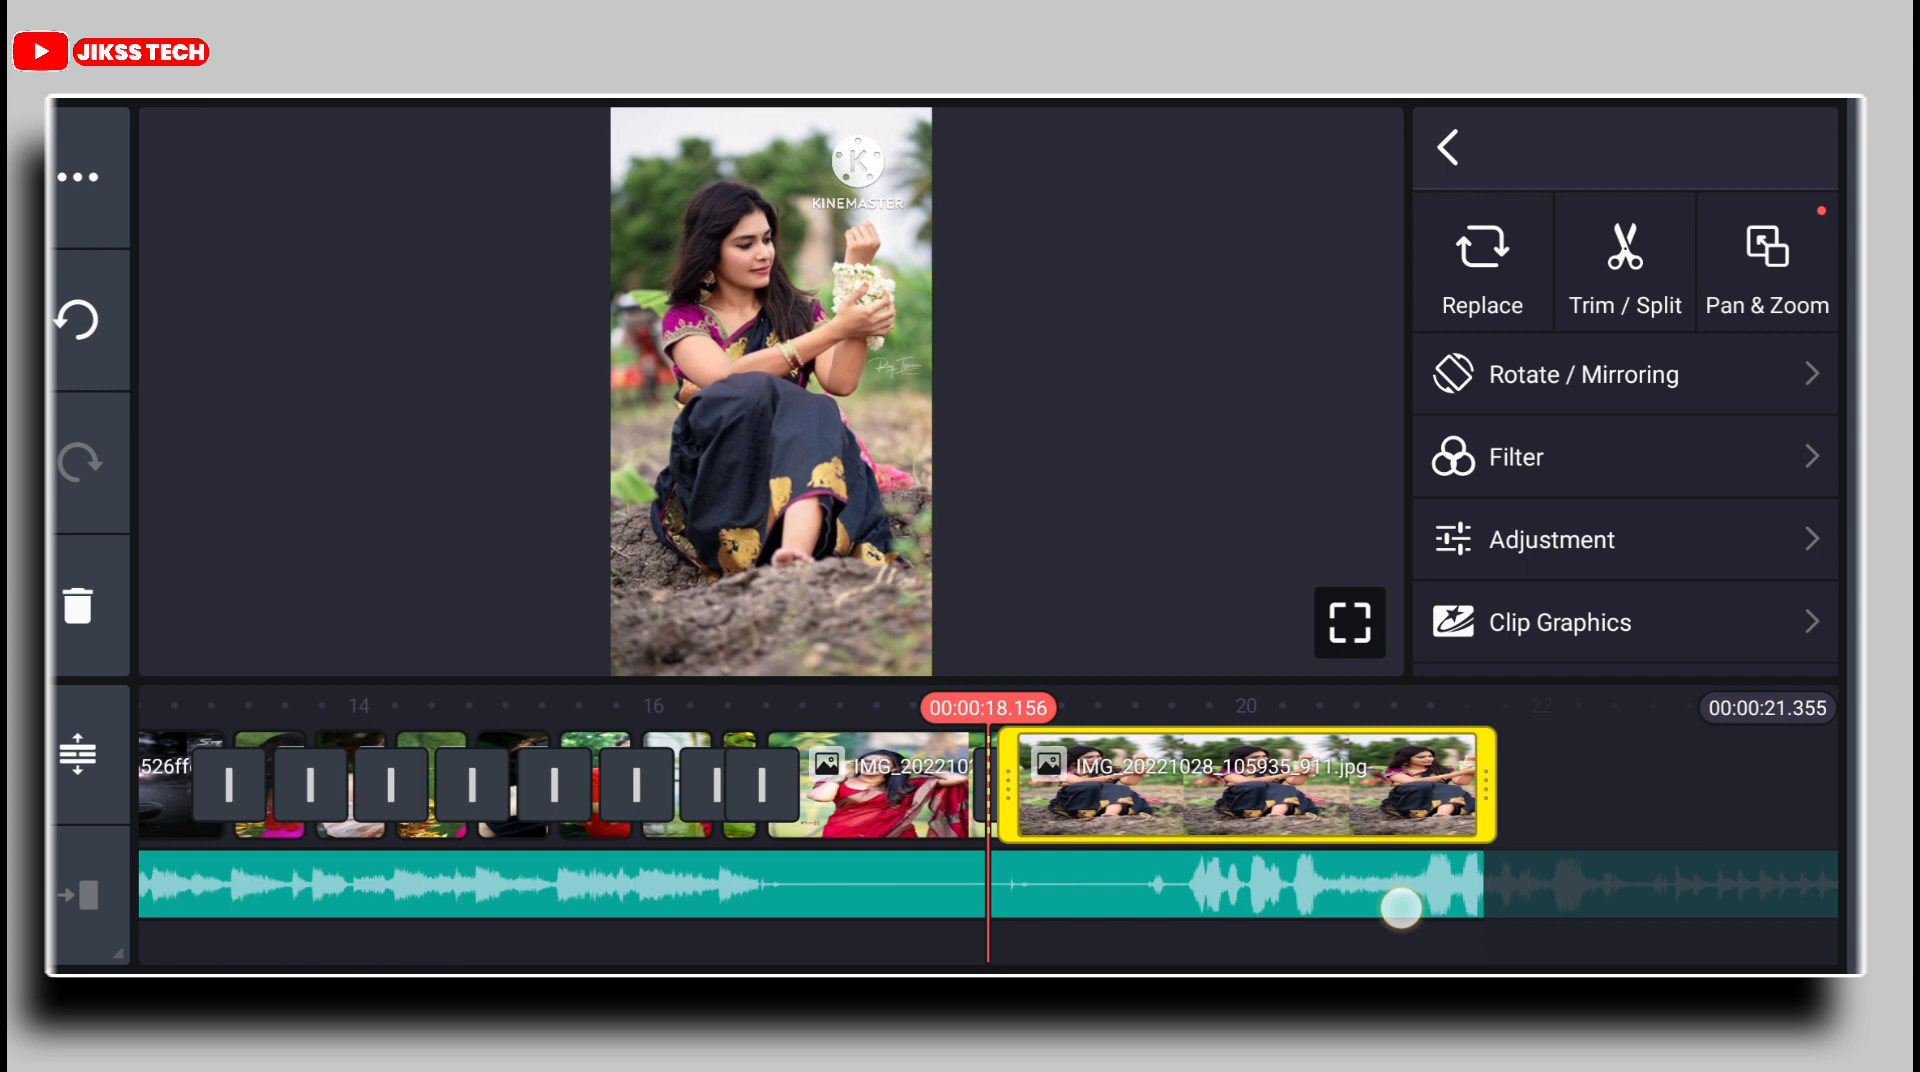 JIKSS TECH
KINEMASTER
Replace
Trim / Split
Pan & Zoom
Rotate / Mirroring
Filter
Adjustment
Clip Graphics
14
16
00:00:18.156
20
22
00:00:21.355
526ff
IMG_202210
IMG_20221028_105935_911.jpg